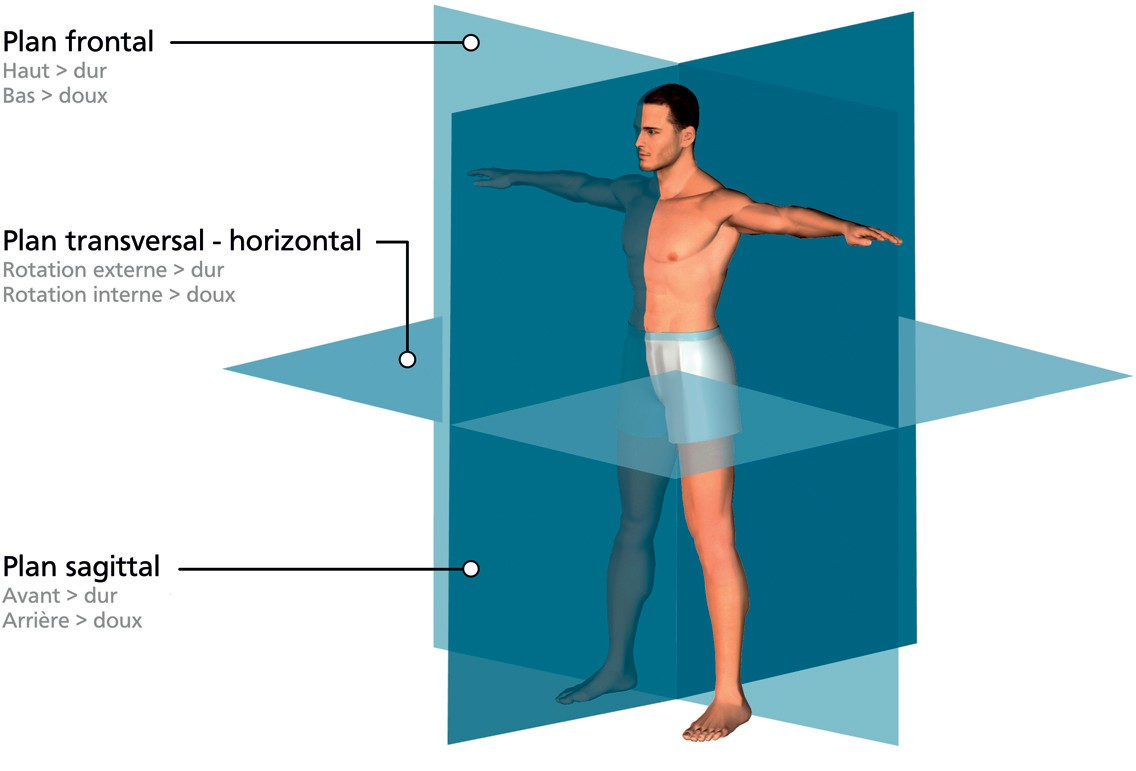 Plan frontal
Haut > dur
Bas > doux
Plan transversal - horizontal
Rotation externe > dur
Rotation interne > doux
Plan sagittal
Avant > dur
Arrière > doux